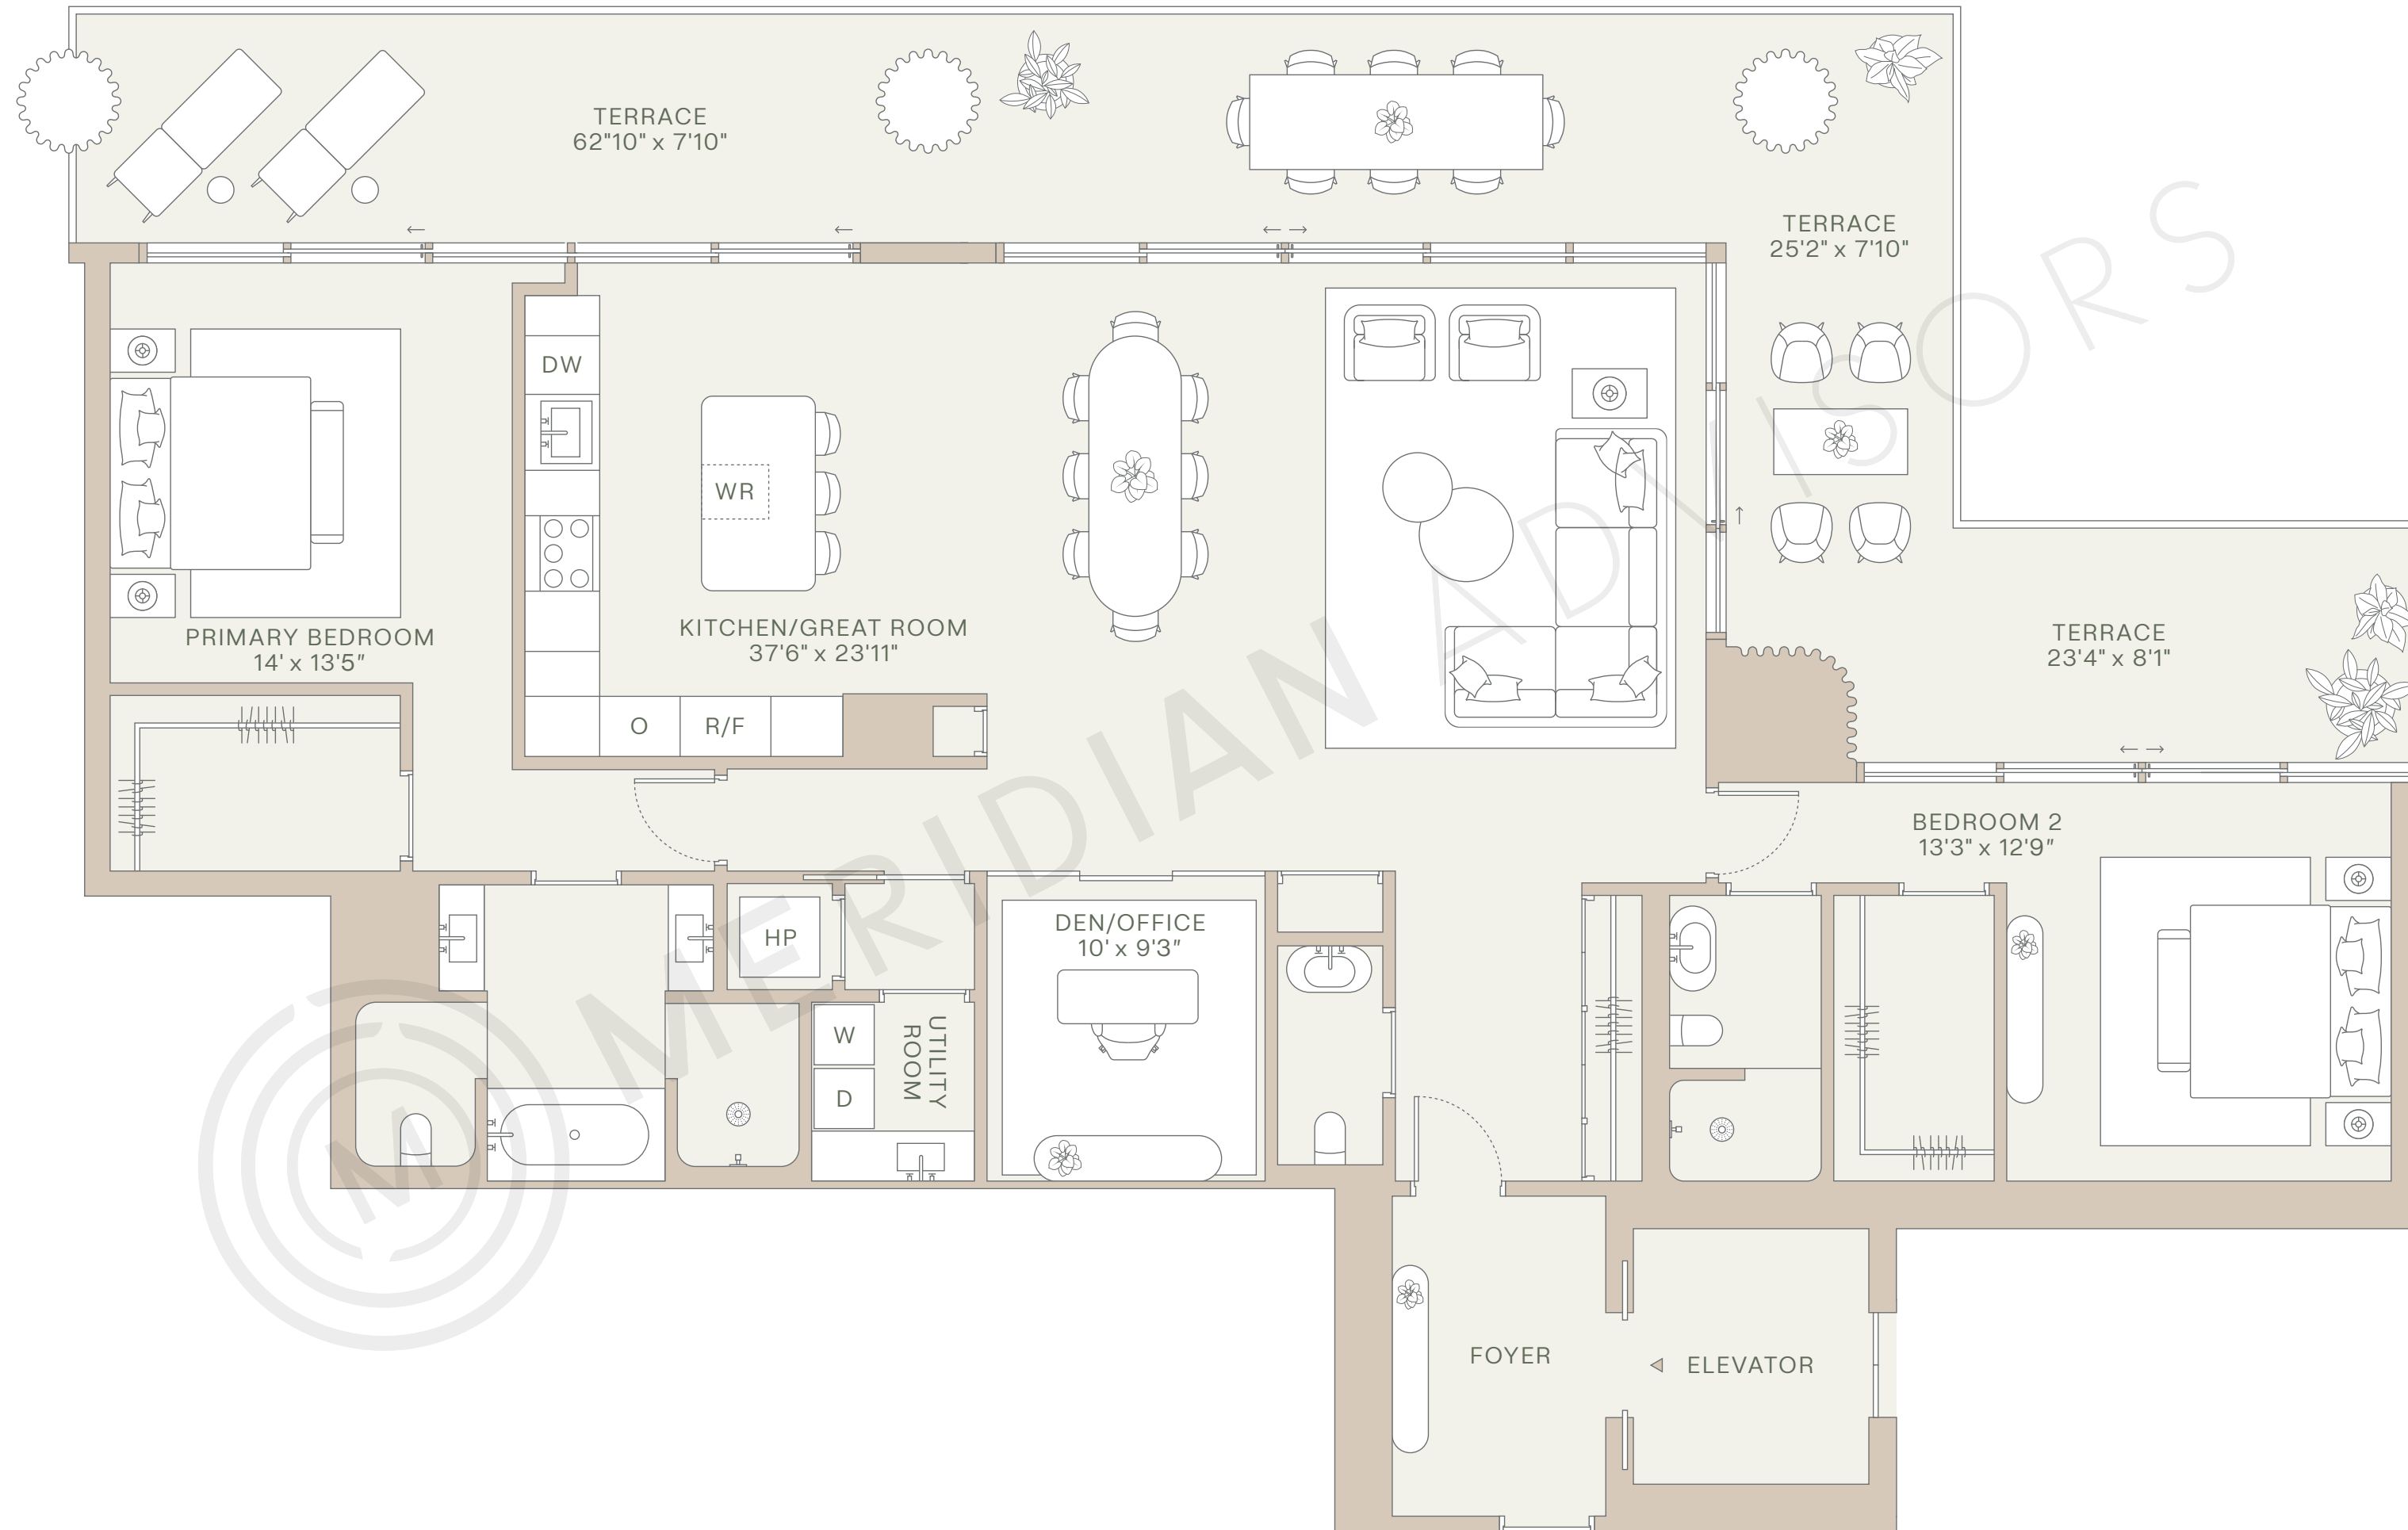 TERRACE
62"10" x 7'10"
TERRACE
25'2" x 7'10"
DW
WR
PRIMARY BEDROOM
14' x 13'5″
KITCHEN/GREAT ROOM
37'6" x 23'11"
TERRACE
23'4" x 8'1"
O
R/F
BEDROOM 2
13'3" x 12'9″
HP
DEN/OFFICE
10' x 9'3″
W
D
UTILITY
ROOM
FOYER
ELEVATOR
M
MERIDIAN ADVISORS